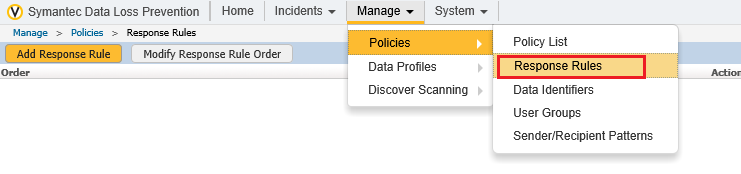 Symantec Data Loss Prevention Home Incidents Manage System
Manage > Policies > Response Rules
Policies
Policy List
Add Response Rule Modify Response Rule Order
Data Profiles
Response Rules
Order Action
Discover Scanning
Data Identifiers
User Groups
Sender/Recipient Patterns